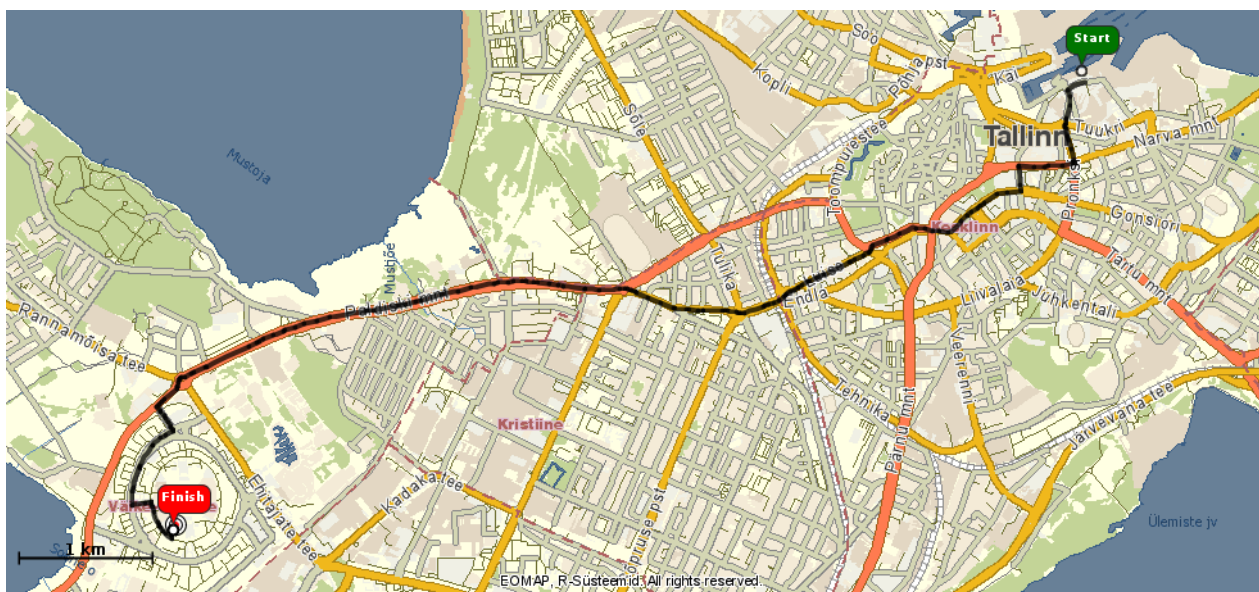 Start
Söö
Põhja pst
Kopli
Kai
Sõle
Toompuiestee
Tallinn
Tuukri
Narva mnt
Mustoja
Pronksi
Gonsiori
Kesklinn
Tulika
Mustjõe
Tartu mnt
Endla
Liivalaia
Juhkentali
Paldiski mnt
Rannamõisa tee
Veerenni
Tehnika
Kristiine
Pärnu mnt
Järvevana tee
Ehitajate tee
Kadaka tee
Finish
Sõpruse pst
Ülemiste jv
1 km
EOMAP, R-Süsteemid. All rights reserved.